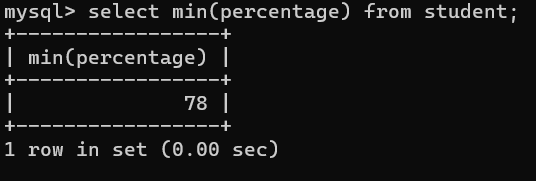 mysql> select min(percentage) from student;
+-----------------+
| min(percentage) |
+-----------------+
|              78 |
+-----------------+
1 row in set (0.00 sec)